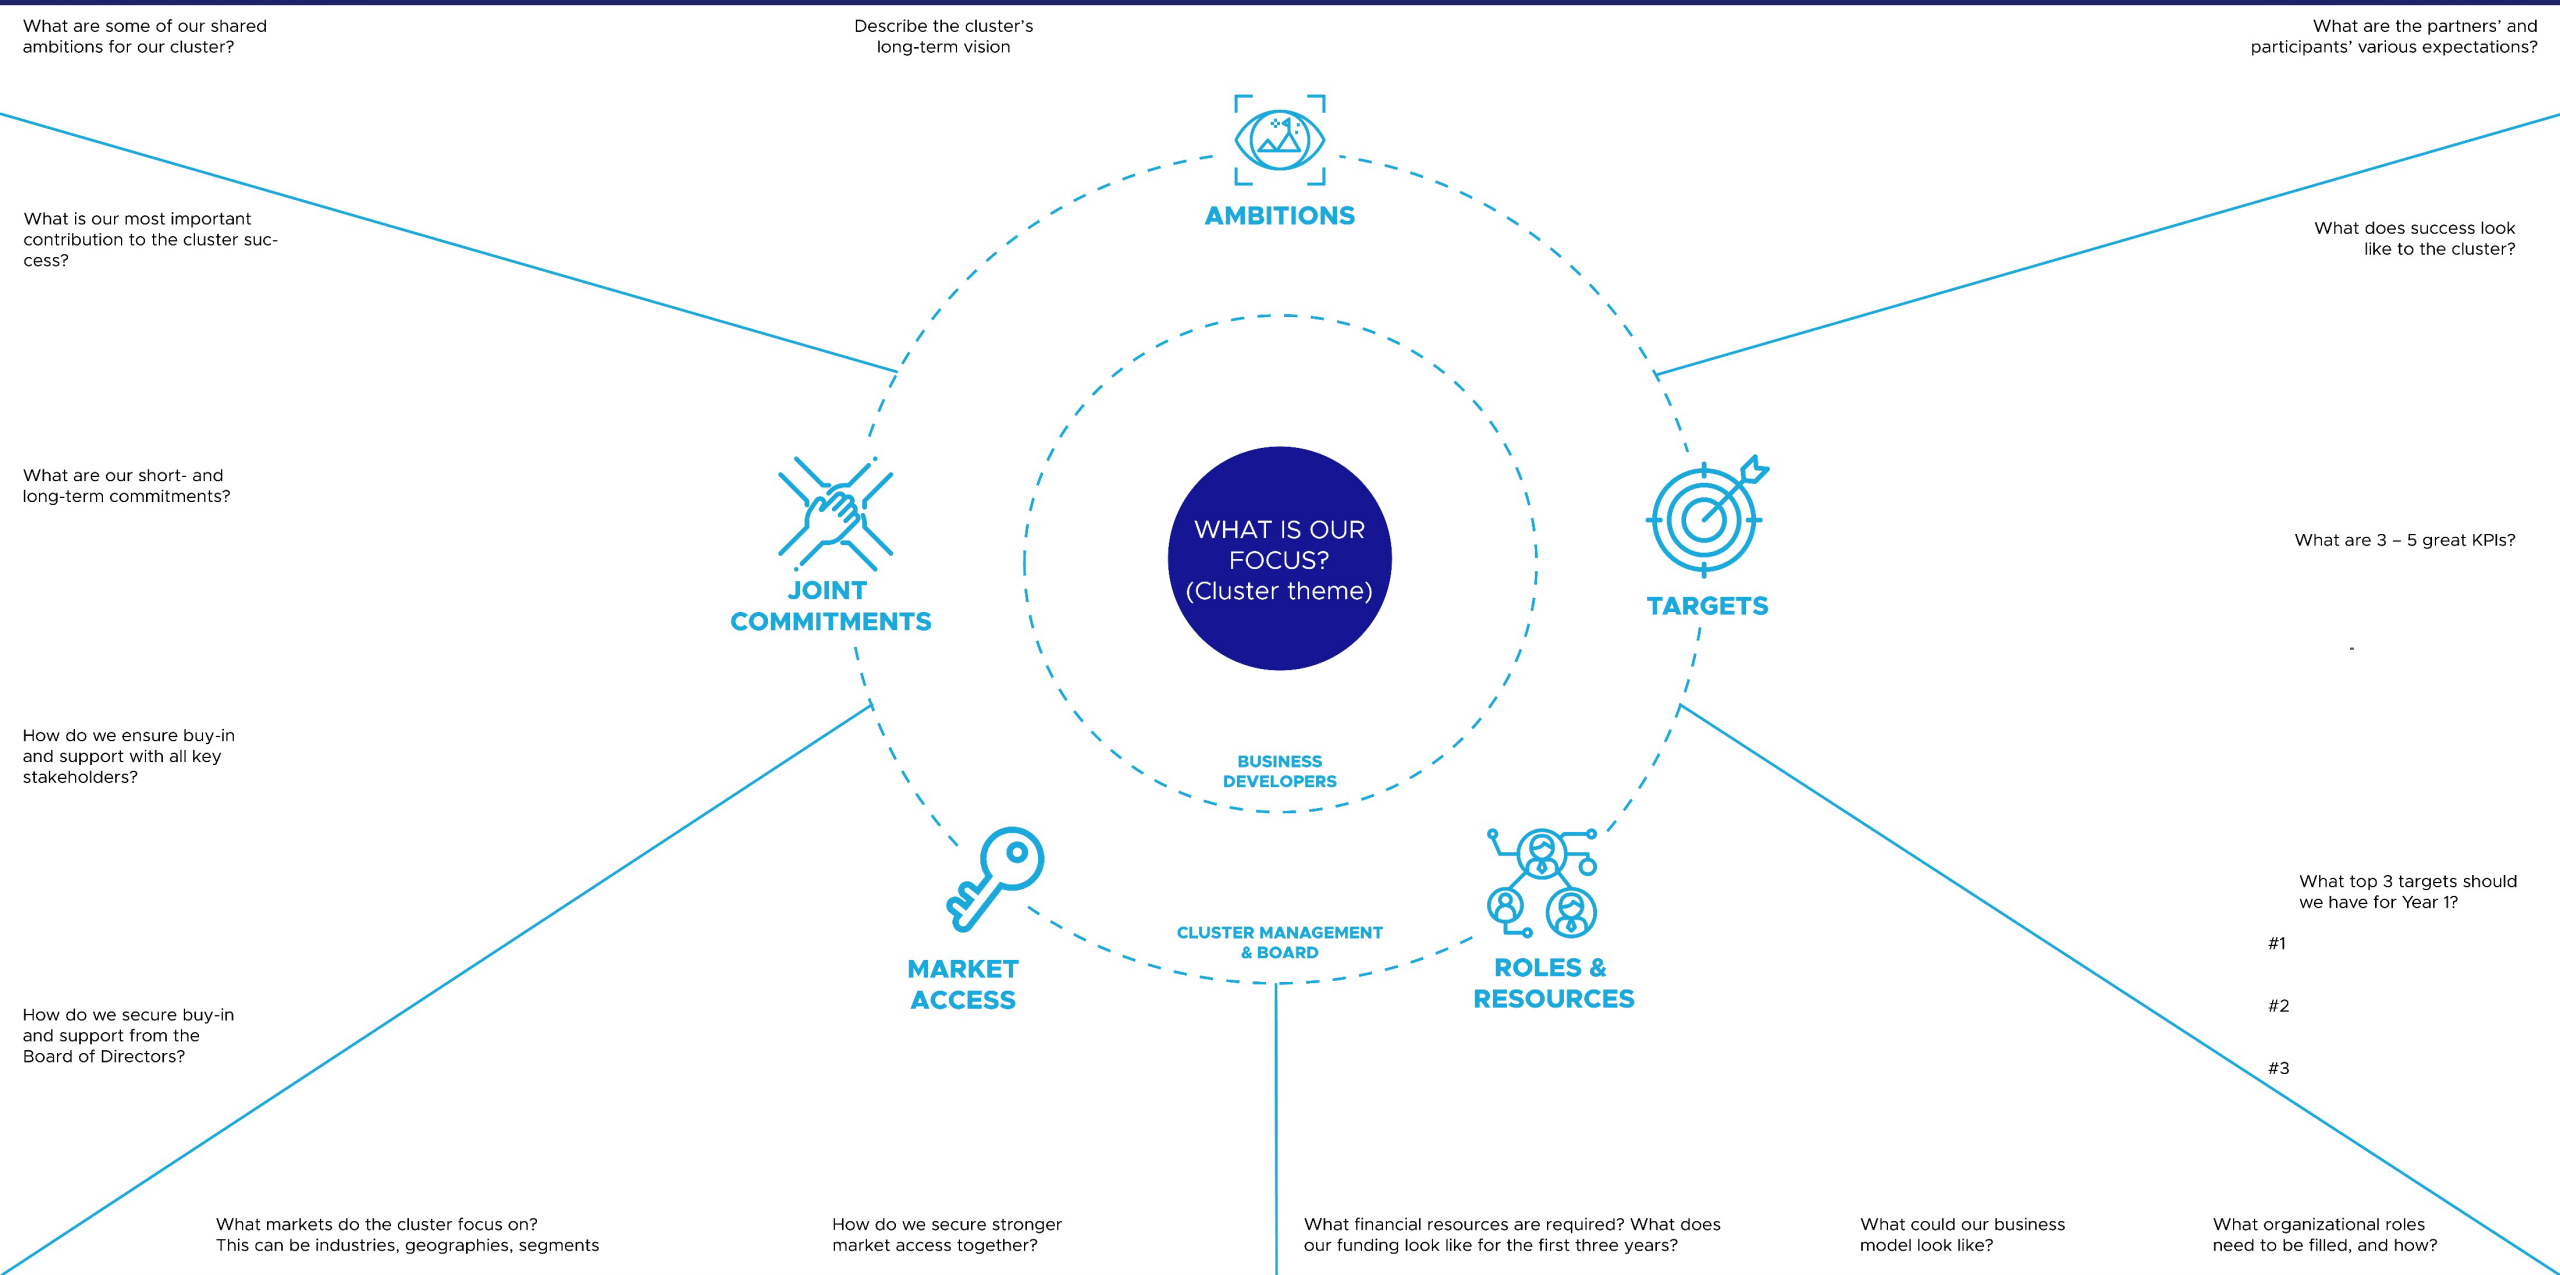 What are some of our shared
ambitions for our cluster?
Describe the cluster's
long-term vision
What are the partners' and
participants' various expectations?
AMBITIONS
What is our most important
contribution to the cluster suc-
cess?
What does success look
like to the cluster?
What are our short- and
long-term commitments?
JOINT
COMMITMENTS
WHAT IS OUR
FOCUS?
(Cluster theme)
TARGETS
What are 3 – 5 great KPIs?
-
How do we ensure buy-in
and support with all key
stakeholders?
BUSINESS
DEVELOPERS
What top 3 targets should
we have for Year 1?
#1
#2
#3
CLUSTER MANAGEMENT
& BOARD
MARKET
ACCESS
ROLES &
RESOURCES
How do we secure buy-in
and support from the
Board of Directors?
What markets do the cluster focus on?
This can be industries, geographies, segments
How do we secure stronger
market access together?
What financial resources are required? What does
our funding look like for the first three years?
What could our business
model look like?
What organizational roles
need to be filled, and how?